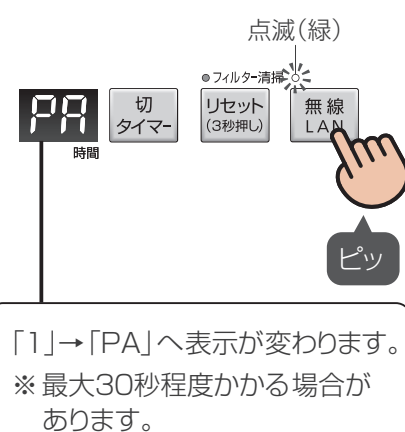 点滅(緑)
●フィルター清掃
PA
切
タイマー
リセット
(3秒押し)
無線
LAN
時間
ピッ
「1」→「PA」へ表示が変わります。
※最大30秒程度かかる場合が
あります。